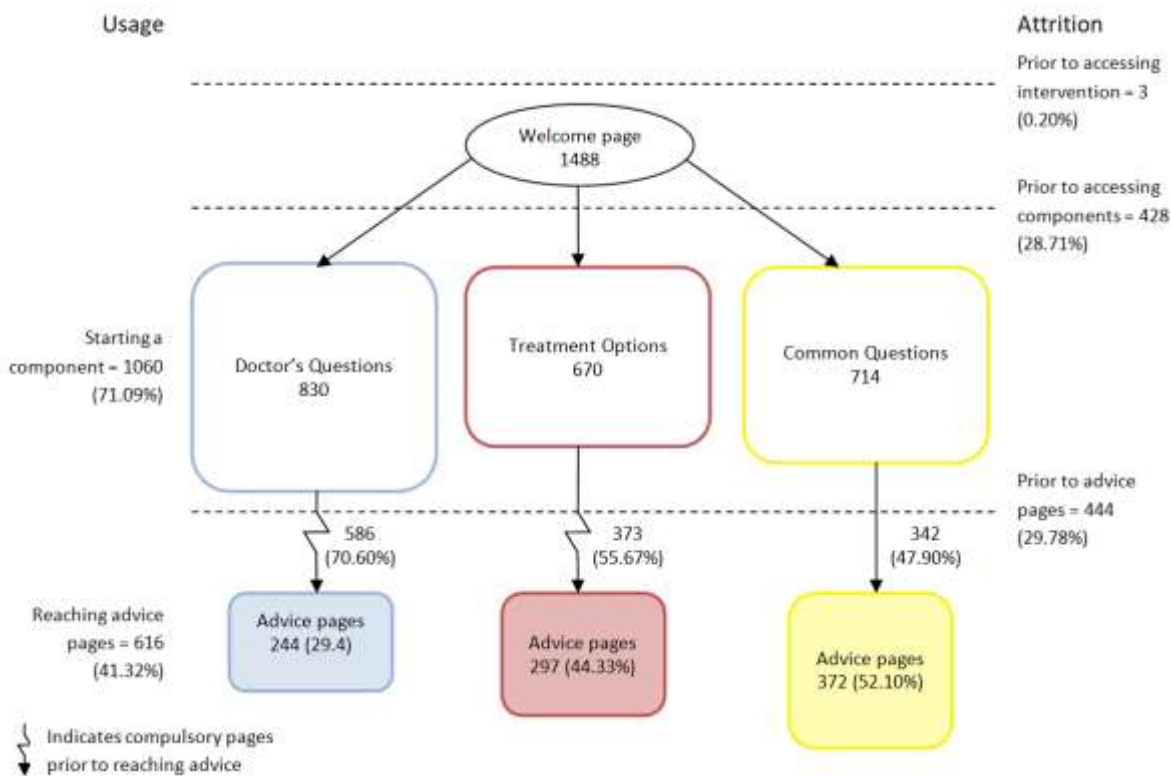 Usage
Attrition
Prior to accessing
intervention = 3
(0.20%)
Welcome page
1488
Prior to accessing
components = 428
(28.71%)
Starting a
component = 1060
(71.09%)
Doctor's Questions
830
Treatment Options
670
Common Questions
714
Prior to advice
pages = 444
(29.78%)
586
(70.60%)
373
(55.67%)
342
(47.90%)
Reaching advice
pages = 616
(41.32%)
Advice pages
244 (29.4)
Advice pages
297 (44.33%)
Advice pages
372 (52.10%)
Indicates compulsory pages
prior to reaching advice